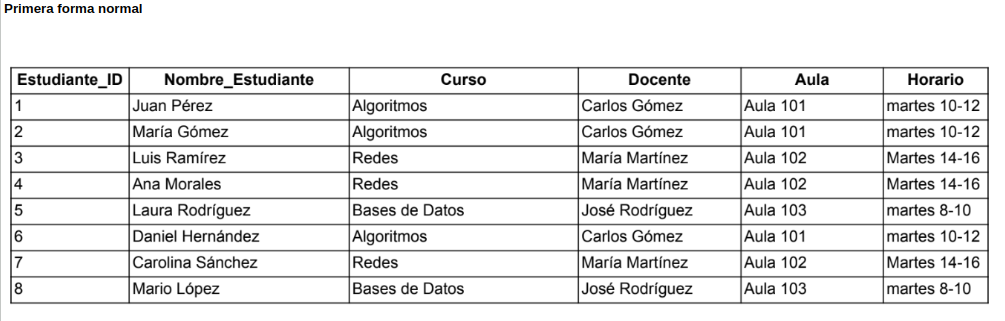 Primera forma normal
Estudiante_ID Nombre_Estudiante Curso Docente Aula Horario
1 Juan Pérez Algoritmos Carlos Gómez Aula 101 martes 10-12
2 María Gómez Algoritmos Carlos Gómez Aula 101 martes 10-12
3 Luis Ramírez Redes María Martínez Aula 102 Martes 14-16
4 Ana Morales Redes María Martínez Aula 102 Martes 14-16
5 Laura Rodríguez Bases de Datos José Rodríguez Aula 103 martes 8-10
6 Daniel Hernández Algoritmos Carlos Gómez Aula 101 martes 10-12
7 Carolina Sánchez Redes María Martínez Aula 102 Martes 14-16
8 Mario López Bases de Datos José Rodríguez Aula 103 martes 8-10